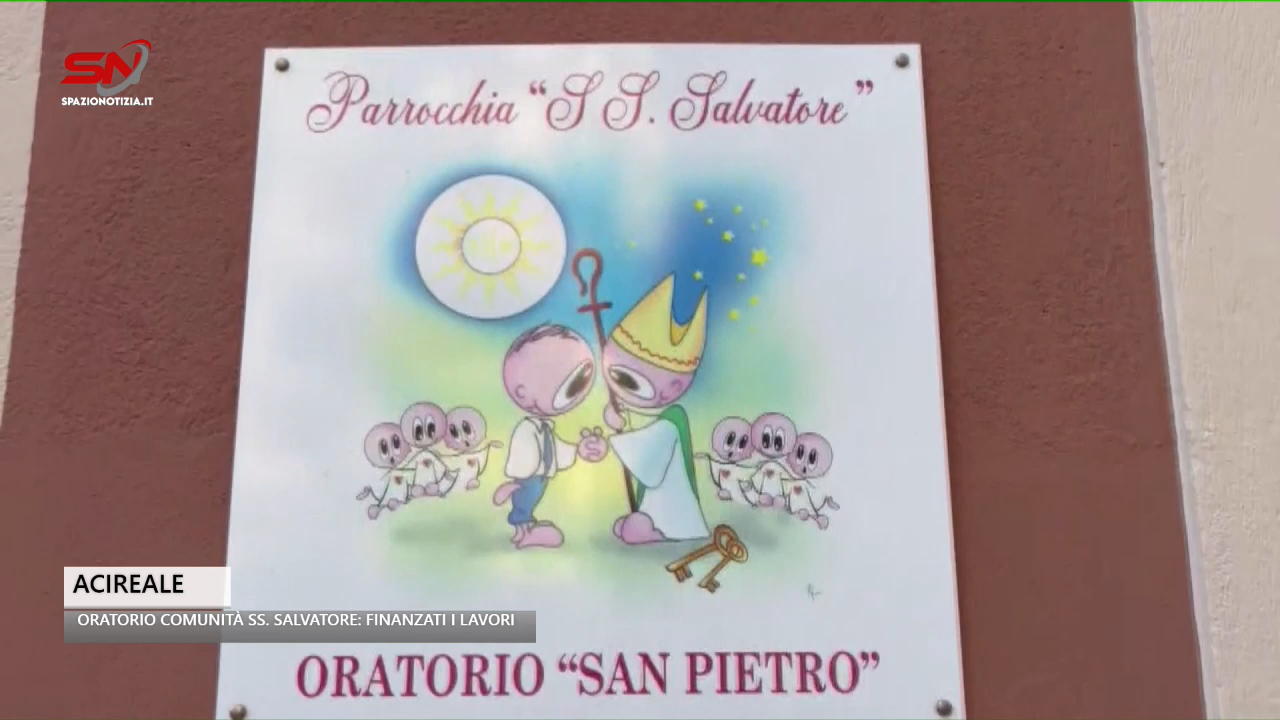 SN
SPAZIONOTIZIA.IT
Parrocchia “S S. Salvatore”
ACIREALE
ORATORIO COMUNITÀ SS. SALVATORE: FINANZATI I LAVORI
ORATORIO “SAN PIETRO”